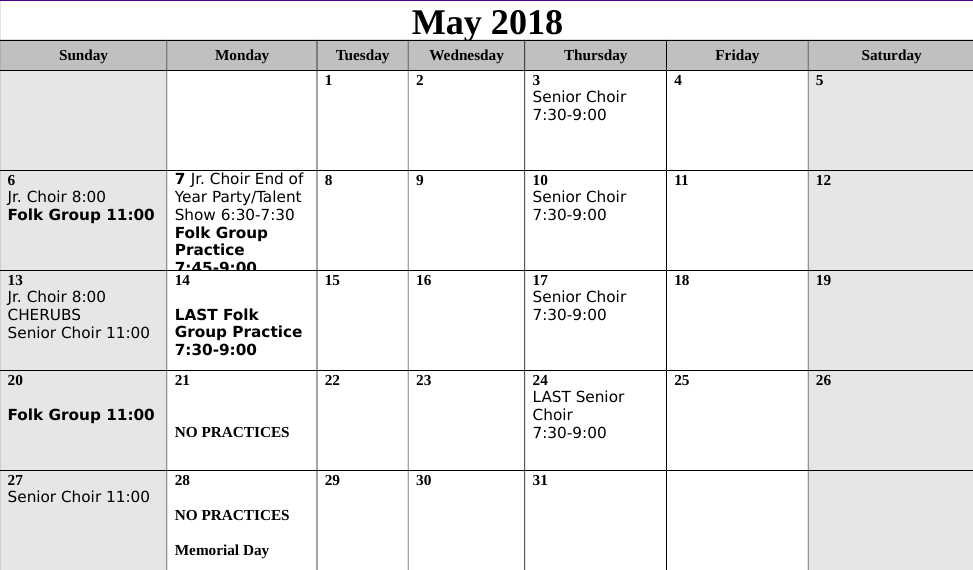 May 2018
Sunday Monday Tuesday Wednesday Thursday Friday Saturday
1
2
3
Senior Choir
7:30-9:00
4
5
6
Jr. Choir 8:00
Folk Group 11:00
7 Jr. Choir End of
Year Party/Talent
Show 6:30-7:30
Folk Group
Practice
7:45-9:00
8
9
10
Senior Choir
7:30-9:00
11
12
13
Jr. Choir 8:00
CHERUBS
Senior Choir 11:00
14
LAST Folk
Group Practice
7:30-9:00
15
16
17
Senior Choir
7:30-9:00
18
19
20
Folk Group 11:00
21
NO PRACTICES
22
23
24
LAST Senior
Choir
7:30-9:00
25
26
27
Senior Choir 11:00
28
NO PRACTICES
Memorial Day
29
30
31